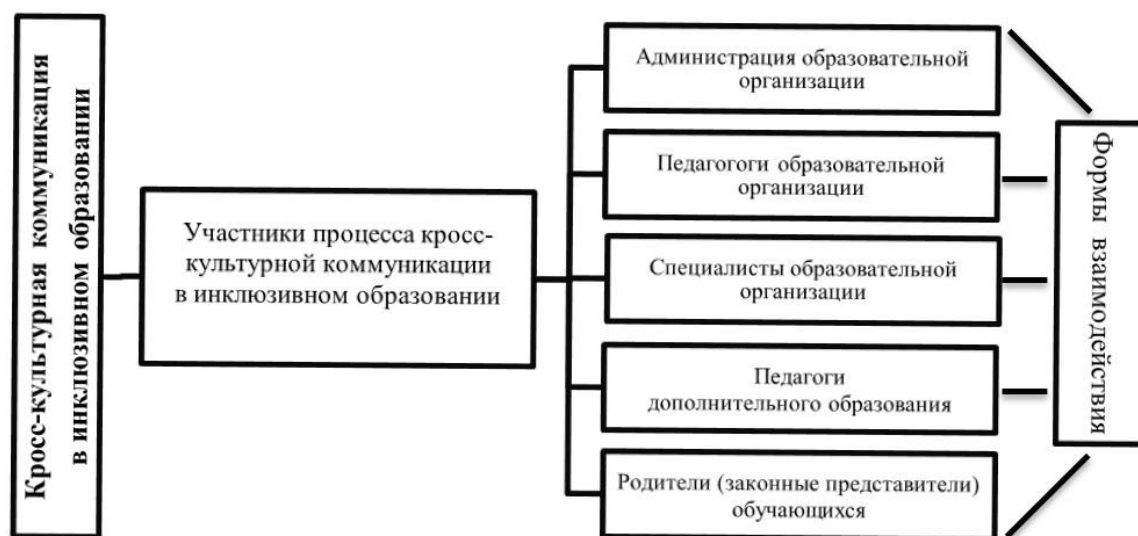 Кросс-культурная коммуникация
в инклюзивном образовании
Участники процесса кросс-
культурной коммуникации
в инклюзивном образовании
Администрация образовательной
организации
Педагогоги образовательной
организации
Специалисты образовательной
организации
Педагоги
дополнительного образования
Родители (законные представители)
обучающихся
Формы взаимодействия